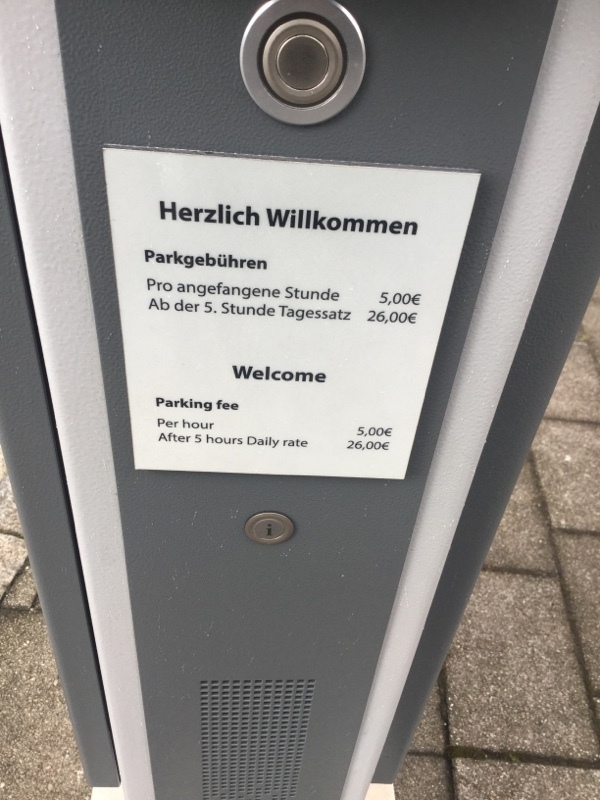 Herzlich Willkommen
Parkgebühren
Pro angefangene Stunde 5,00€
Ab der 5. Stunde Tagessatz 26,00€
Welcome
Parking fee
Per hour 5,00€
After 5 hours Daily rate 26,00€
i